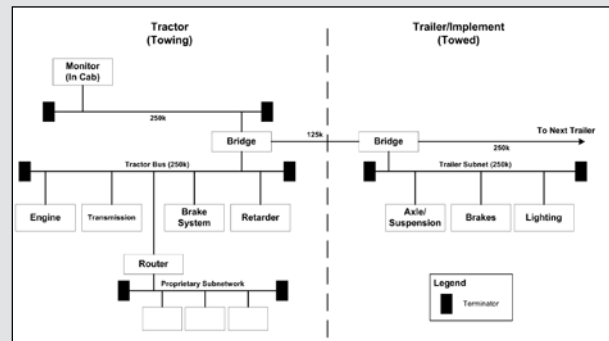 Tractor
(Towing)
Trailer/Implement
(Towed)
Monitor
(In Cab)
250k
Bridge
125k
Bridge
To Next Trailer
250k
Tractor Bus (250k)
Trailer Subnet (250k)
Engine
Transmission
Brake
System
Retarder
Axle/
Suspension
Brakes
Lighting
Router
Proprietary Subnetwork
Legend
Terminator